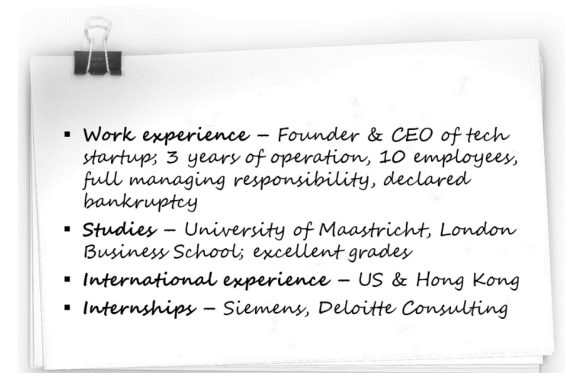 ▪ Work experience – Founder & CEO of tech
startup; 3 years of operation, 10 employees,
full managing responsibility, declared
bankruptcy
▪ Studies – University of Maastricht, London
Business School; excellent grades
▪ International experience – US & Hong Kong
▪ Internships – Siemens, Deloitte Consulting